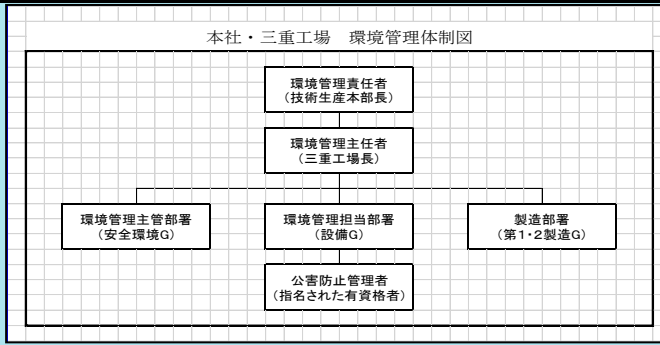 本社・三重工場　環境管理体制図
環境管理責任者
（技術生産本部長）
環境管理主任者
（三重工場長）
環境管理主管部署
（安全環境G）
環境管理担当部署
（設備G）
製造部署
（第1・2製造G）
公害防止管理者
（指名された有資格者）